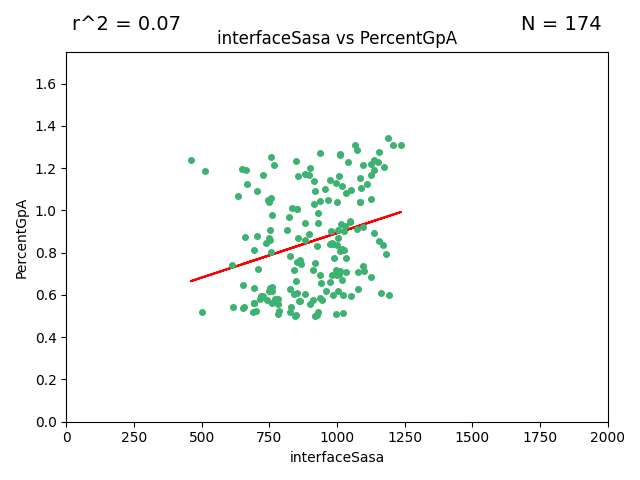 r^2 = 0.07
N = 174
interfaceSasa vs PercentGpA
PercentGpA
1.6
1.4
1.2
1.0
0.8
0.6
0.4
0.2
0.0
0 250 500 750 1000 1250 1500 1750 2000
interfaceSasa